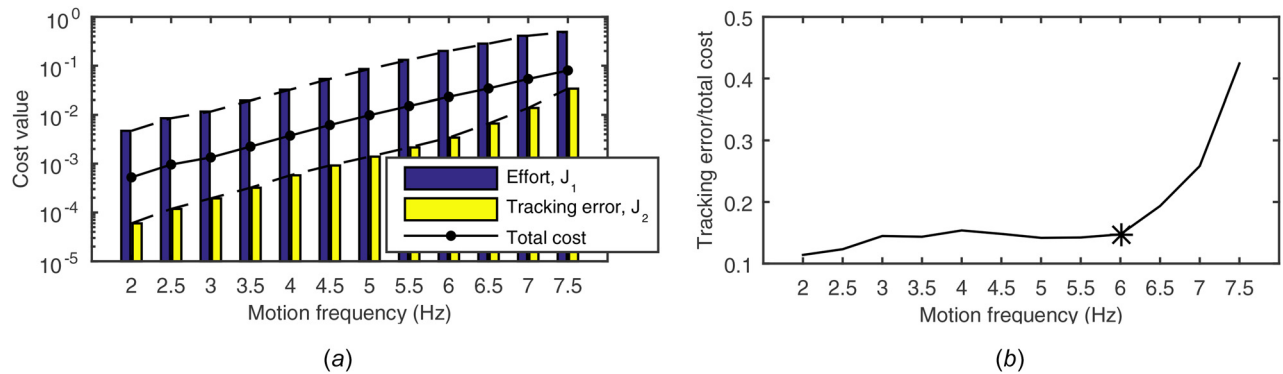 10^0
10^-1
10^-2
10^-3
10^-4
10^-5
Cost value
Effort, J_1
Tracking error, J_2
Total cost
2 2.5 3 3.5 4 4.5 5 5.5 6 6.5 7 7.5
Motion frequency (Hz)
(a)
0.5
0.4
0.3
0.2
0.1
Tracking error/total cost
2 2.5 3 3.5 4 4.5 5 5.5 6 6.5 7 7.5
Motion frequency (Hz)
(b)